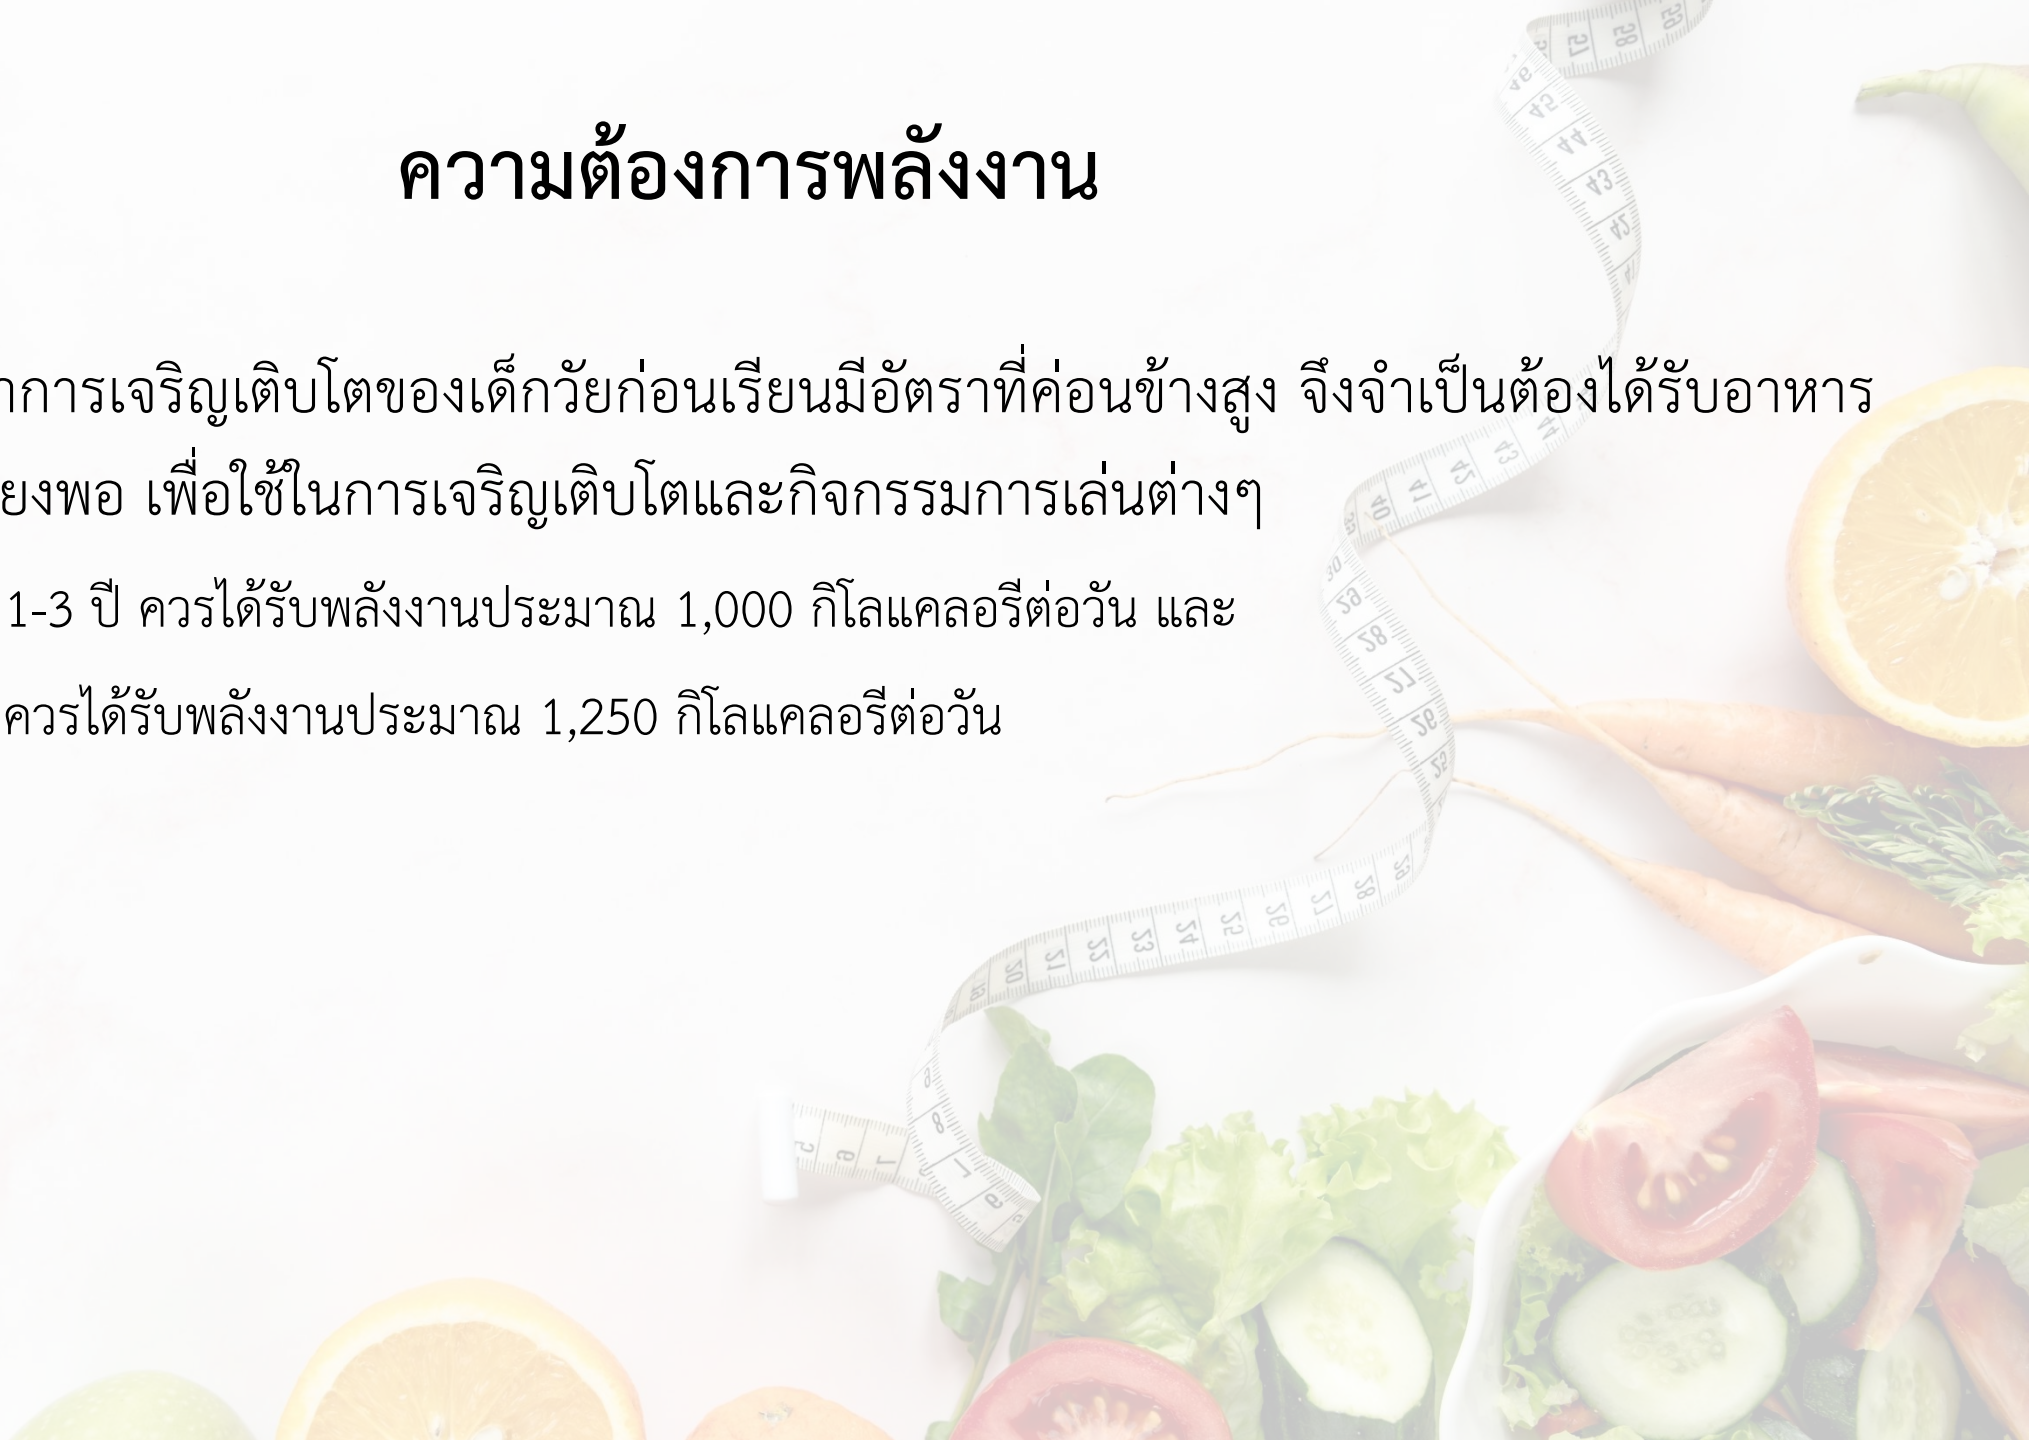 ความต้องการพลังงาน
การเจริญเติบโตของเด็กวัยก่อนเรียนมีอัตราที่ค่อนข้างสูง จึงจำเป็นต้องได้รับอาหาร
ยงพอ เพื่อใช้ในการเจริญเติบโตและกิจกรรมการเล่นต่างๆ
1-3 ปี ควรได้รับพลังงานประมาณ 1,000 กิโลแคลอรีต่อวัน และ
ควรได้รับพลังงานประมาณ 1,250 กิโลแคลอรีต่อวัน